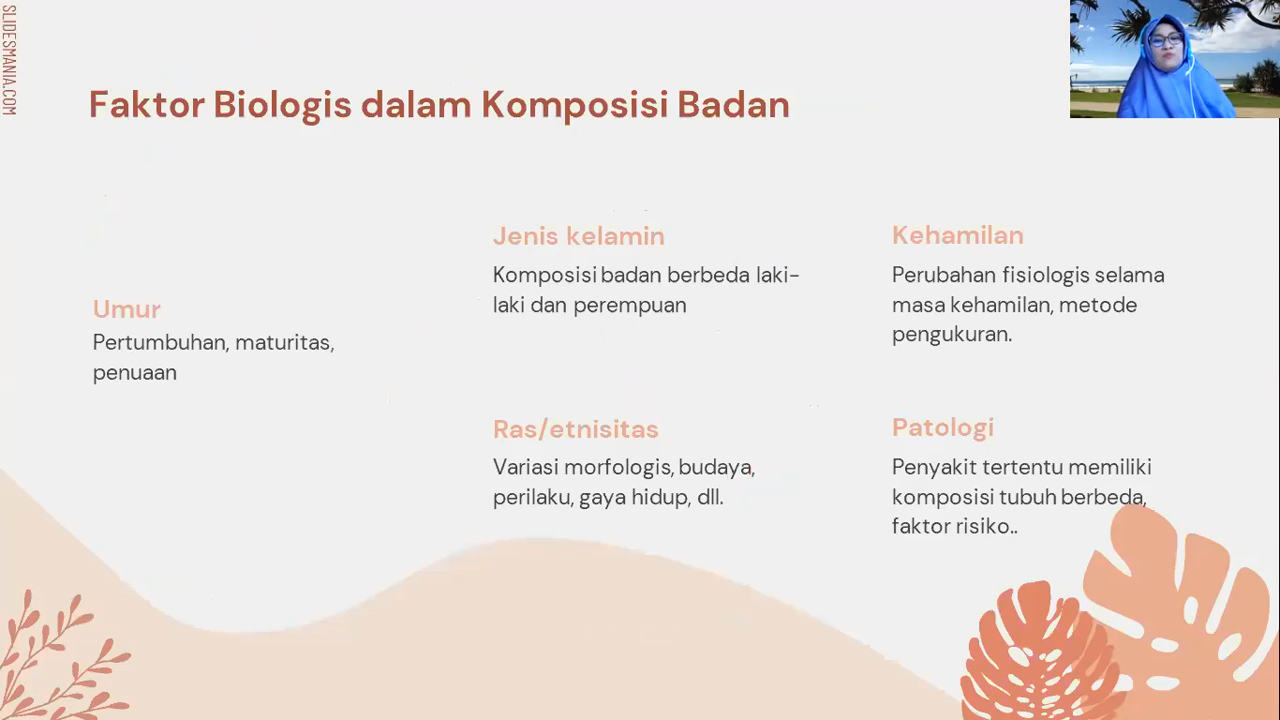 SLIDESMANIA.COM
Faktor Biologis dalam Komposisi Badan
Umur
Pertumbuhan, maturitas,
penuaan
Jenis kelamin
Komposisi badan berbeda laki-
laki dan perempuan
Ras/etnisitas
Variasi morfologis, budaya,
perilaku, gaya hidup, dll.
Kehamilan
Perubahan fisiologis selama
masa kehamilan, metode
pengukuran.
Patologi
Penyakit tertentu memiliki
komposisi tubuh berbeda,
faktor risiko..